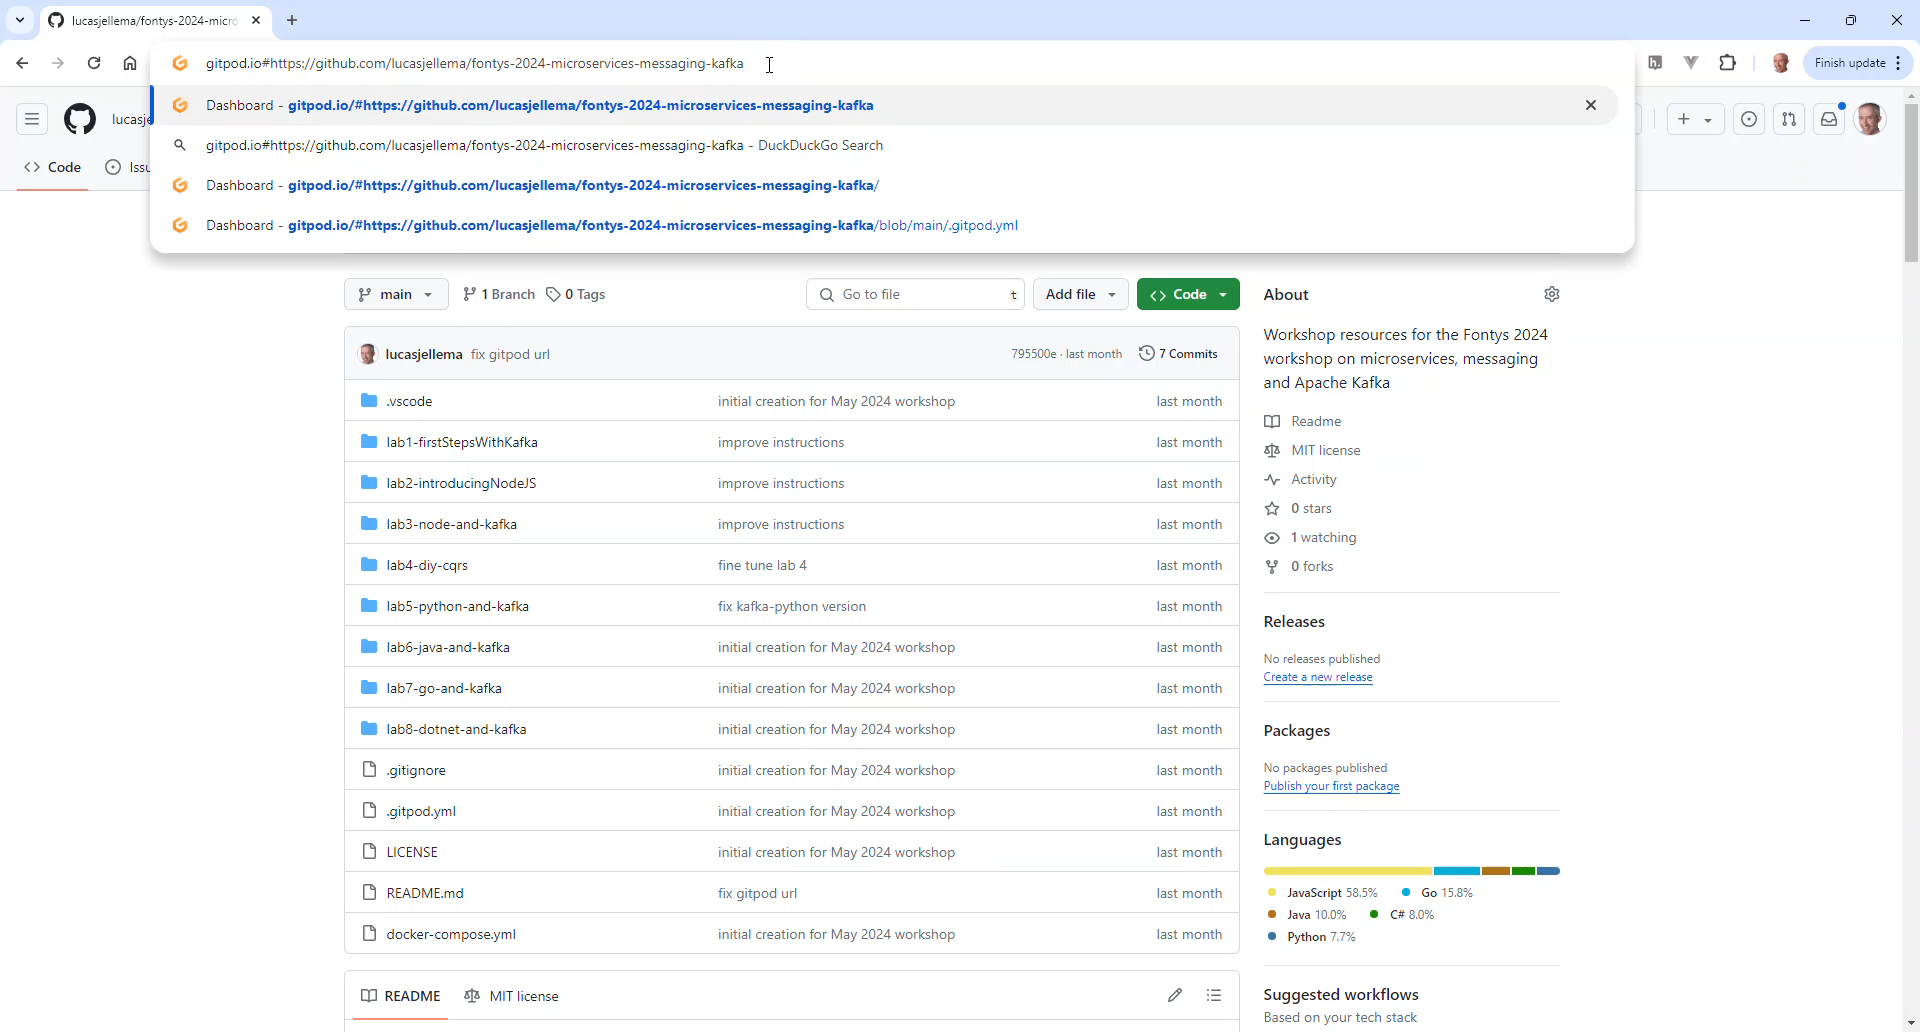 lucasjellema/fontys-2024-micro
gitpod.io#https://github.com/lucasjellema/fontys-2024-microservices-messaging-kafka
Finish update
Dashboard - gitpod.io/#https://github.com/lucasjellema/fontys-2024-microservices-messaging-kafka
gitpod.io#https://github.com/lucasjellema/fontys-2024-microservices-messaging-kafka - DuckDuckGo Search
Dashboard - gitpod.io/#https://github.com/lucasjellema/fontys-2024-microservices-messaging-kafka/
Dashboard - gitpod.io/#https://github.com/lucasjellema/fontys-2024-microservices-messaging-kafka/blob/main/.gitpod.yml
lucasje
Code
Issu
main
1 Branch
0 Tags
Go to file
t
Add file
Code
lucasjellema fix gitpod url 795500e · last month 7 Commits
.vscode initial creation for May 2024 workshop last month
lab1-firstStepsWithKafka improve instructions last month
lab2-introducingNodeJS improve instructions last month
lab3-node-and-kafka improve instructions last month
lab4-diy-cqrs fine tune lab 4 last month
lab5-python-and-kafka fix kafka-python version last month
lab6-java-and-kafka initial creation for May 2024 workshop last month
lab7-go-and-kafka initial creation for May 2024 workshop last month
lab8-dotnet-and-kafka initial creation for May 2024 workshop last month
.gitignore initial creation for May 2024 workshop last month
.gitpod.yml initial creation for May 2024 workshop last month
LICENSE initial creation for May 2024 workshop last month
README.md fix gitpod url last month
docker-compose.yml initial creation for May 2024 workshop last month
README
MIT license
About
Workshop resources for the Fontys 2024
workshop on microservices, messaging
and Apache Kafka
Readme
MIT license
Activity
0 stars
1 watching
0 forks
Releases
No releases published
Create a new release
Packages
No packages published
Publish your first package
Languages
JavaScript 58.5% Go 15.8%
Java 10.0% C# 8.0%
Python 7.7%
Suggested workflows
Based on your tech stack